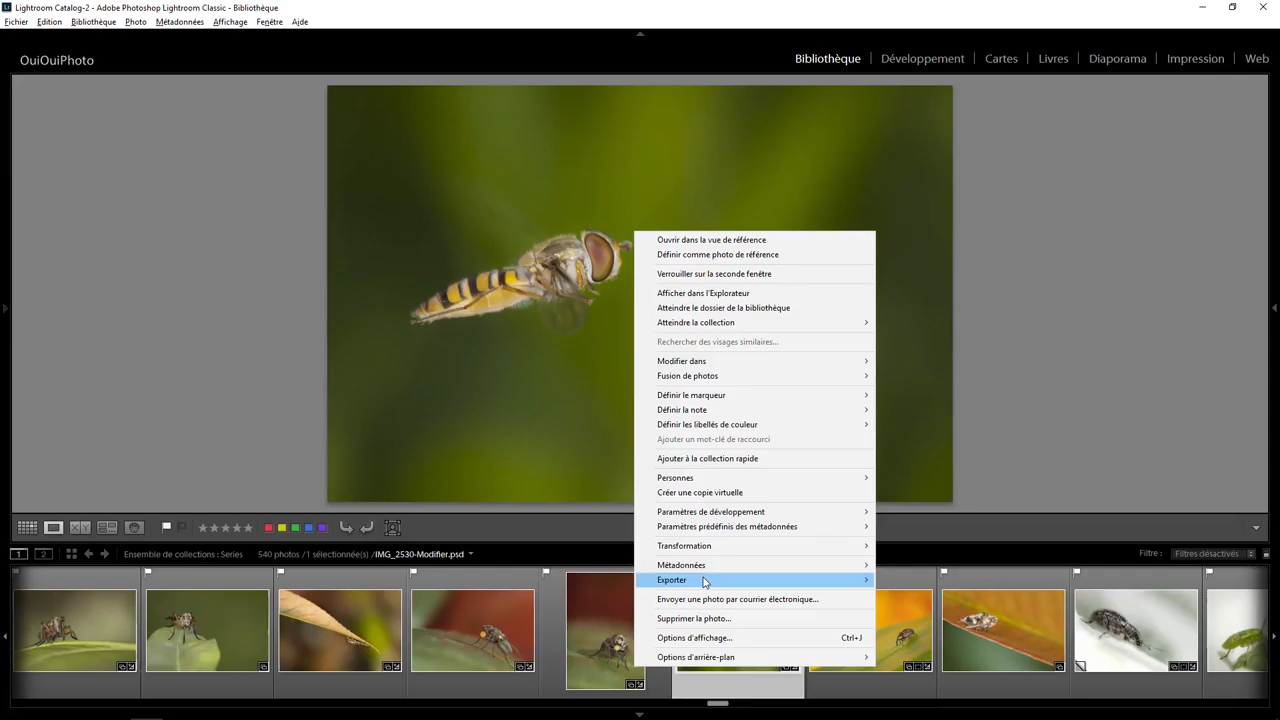 Lightroom Catalog-2 - Adobe Photoshop Lightroom Classic - Bibliothèque
Fichier Edition Bibliothèque Photo Métadonnées Affichage Fenêtre Aide
OuiOuiPhoto
Bibliothèque | Développement | Cartes | Livres | Diaporama | Impression | Web
Ouvrir dans la vue de référence
Définir comme photo de référence
Verrouiller sur la seconde fenêtre
Afficher dans l'Explorateur
Atteindre le dossier de la bibliothèque
Atteindre la collection
Rechercher des visages similaires...
Modifier dans
Fusion de photos
Définir le marqueur
Définir la note
Définir les libellés de couleur
Ajouter un mot-clé de raccourci
Ajouter à la collection rapide
Personnes
Créer une copie virtuelle
Paramètres de développement
Paramètres prédéfinis des métadonnées
Transformation
Métadonnées
Exporter
Envoyer une photo par courrier électronique...
Supprimer la photo...
Options d'affichage... Ctrl+J
Options d'arrière-plan
1 2 Ensemble de collections : Series 540 photos /1 sélectionnée(s) /IMG_2530-Modifier.psd Filtre : Filtres désactivés